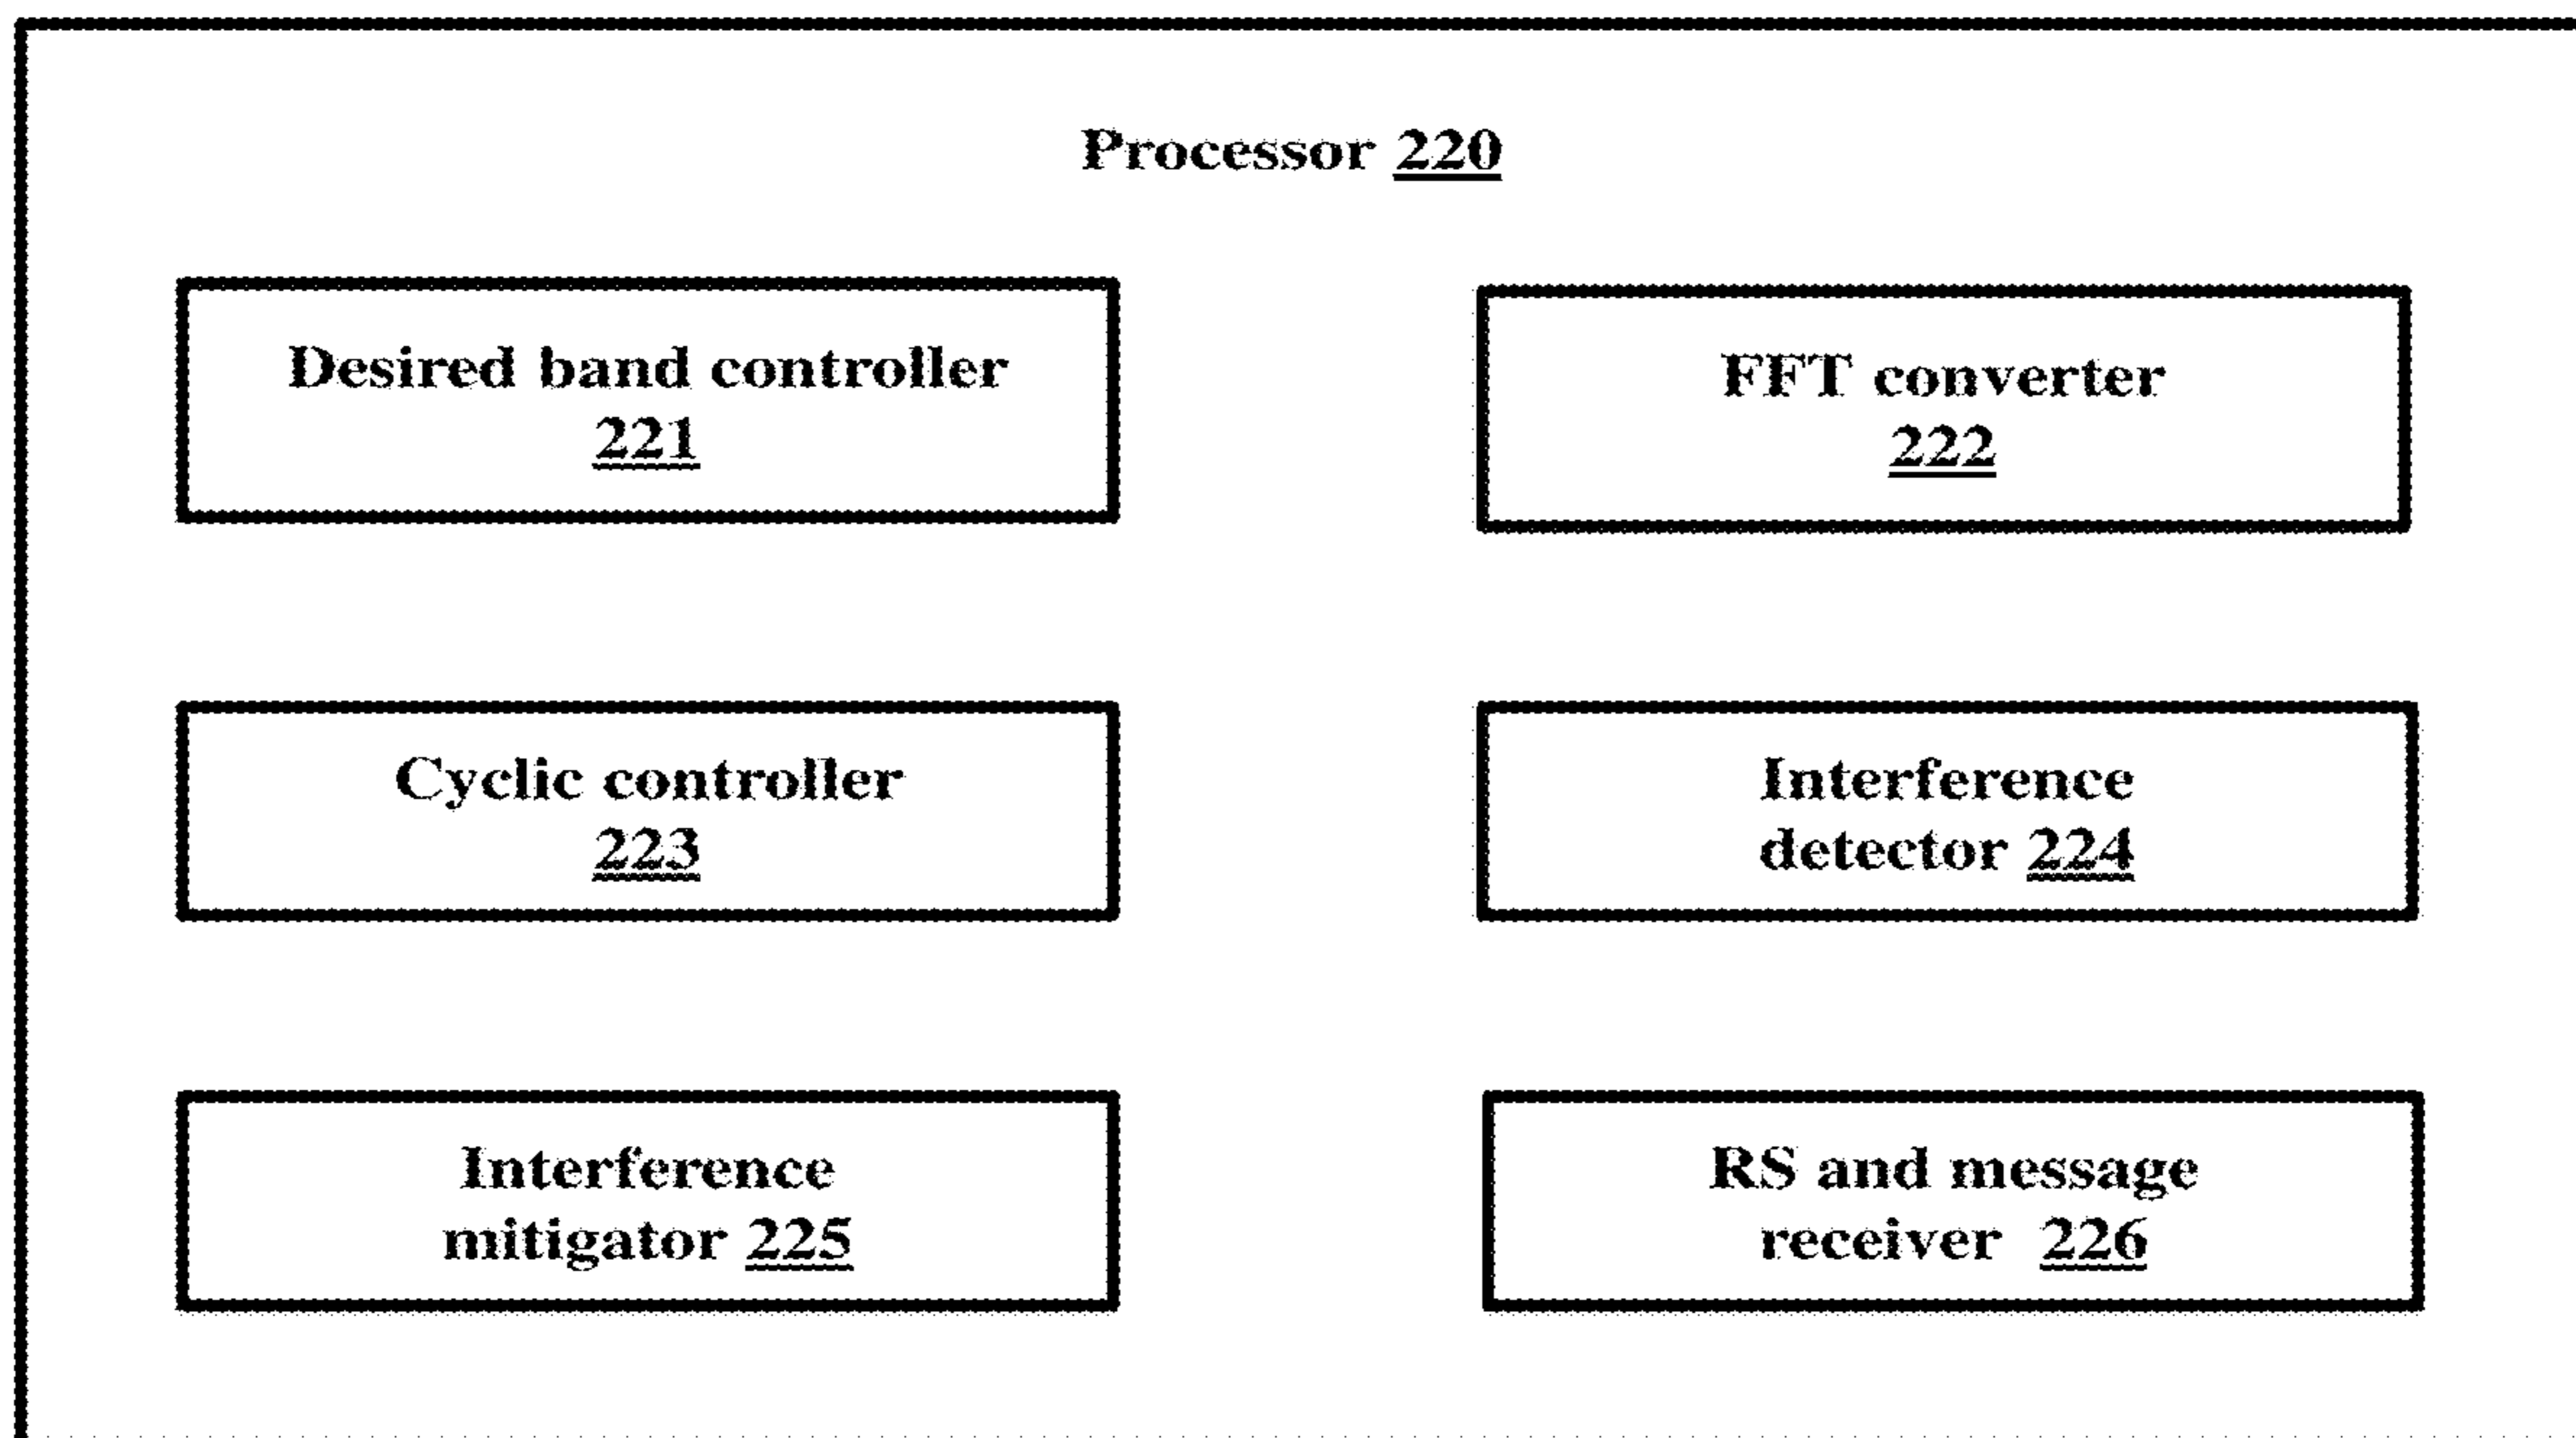 Processor 220
Desired band controller
221
FFT converter
222
Cyclic controller
223
Interference
detector 224
Interference
mitigator 225
RS and message
receiver 226